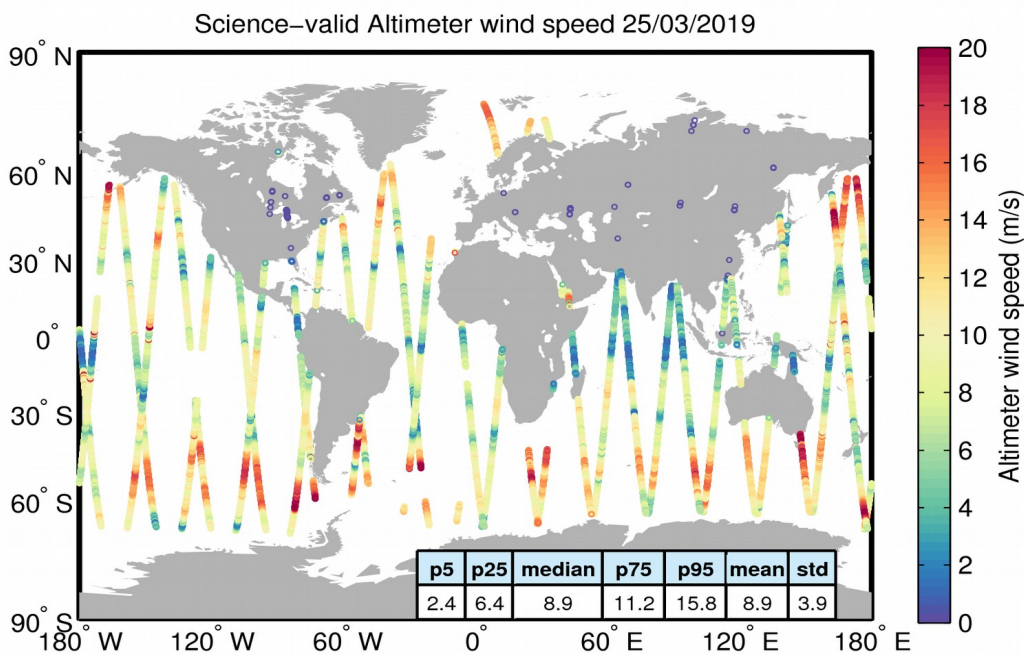 Science−valid Altimeter wind speed 25/03/2019
90° N
60° N
30° N
0°
30° S
60° S
90° S
180° W
120° W
60° W
0°
60° E
120° E
180° E
p5 p25 median p75 p95 mean std
2.4 6.4 8.9 11.2 15.8 8.9 3.9
20
18
16
14
12
10
8
6
4
2
0
Altimeter wind speed (m/s)